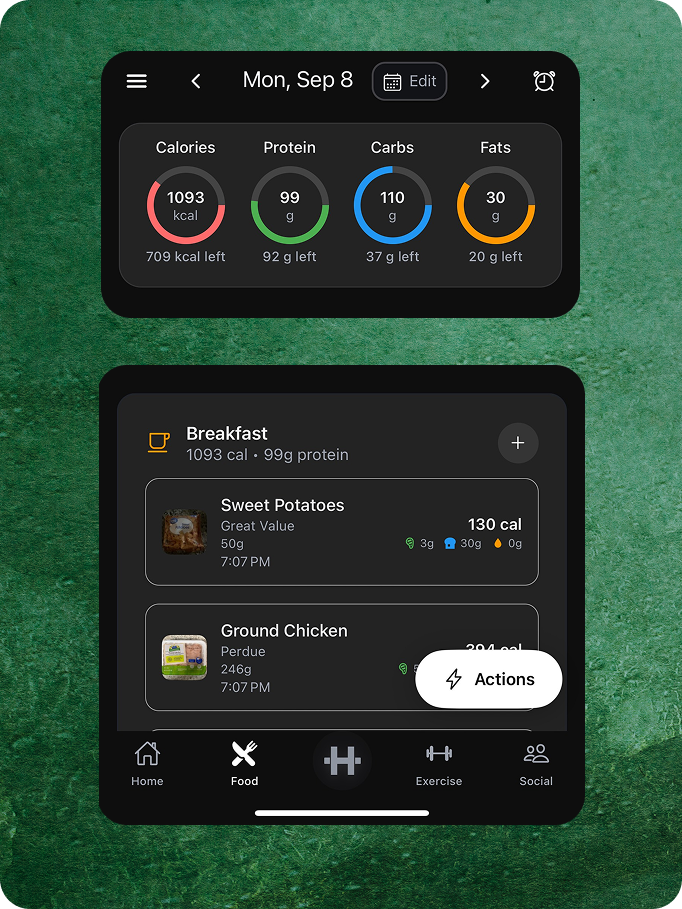 Mon, Sep 8
Edit
Calories Protein Carbs Fats
1093 99 110 30
kcal g g g
709 kcal left 92 g left 37 g left 20 g left
Breakfast
1093 cal • 99g protein
Sweet Potatoes
Great Value
50g
7:07 PM
130 cal
3g 30g 0g
Ground Chicken
Perdue
246g
7:07 PM
394 cal
Actions
Home Food Exercise Social